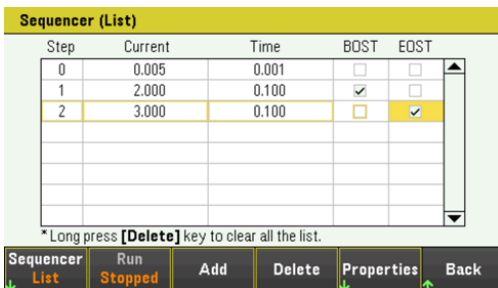 Sequencer (List)
Step Current Time BOST EOST
0 0.005 0.001
1 2.000 0.100
2 3.000 0.100
*Long press [Delete] key to clear all the list.
Sequencer Run Add Delete Properties Back
List Stopped